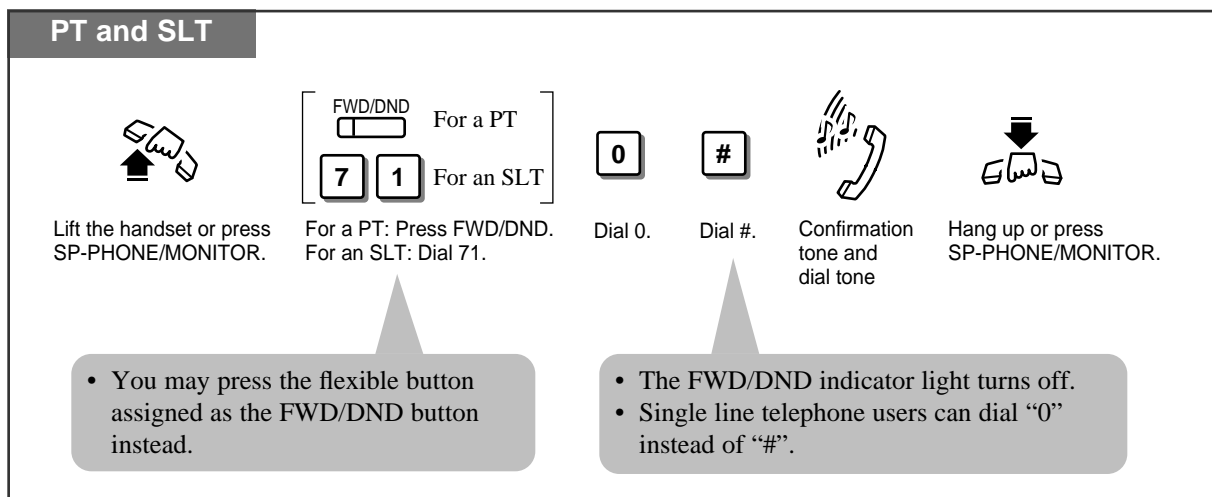 PT and SLT
FWD/DND
For a PT
7 1 For an SLT
0
#
Lift the handset or press
SP-PHONE/MONITOR.
For a PT: Press FWD/DND.
For an SLT: Dial 71.
Dial 0.
Dial #.
Confirmation
tone and
dial tone
Hang up or press
SP-PHONE/MONITOR.
• You may press the flexible button
assigned as the FWD/DND button
instead.
• The FWD/DND indicator light turns off.
• Single line telephone users can dial “0”
instead of “#”.